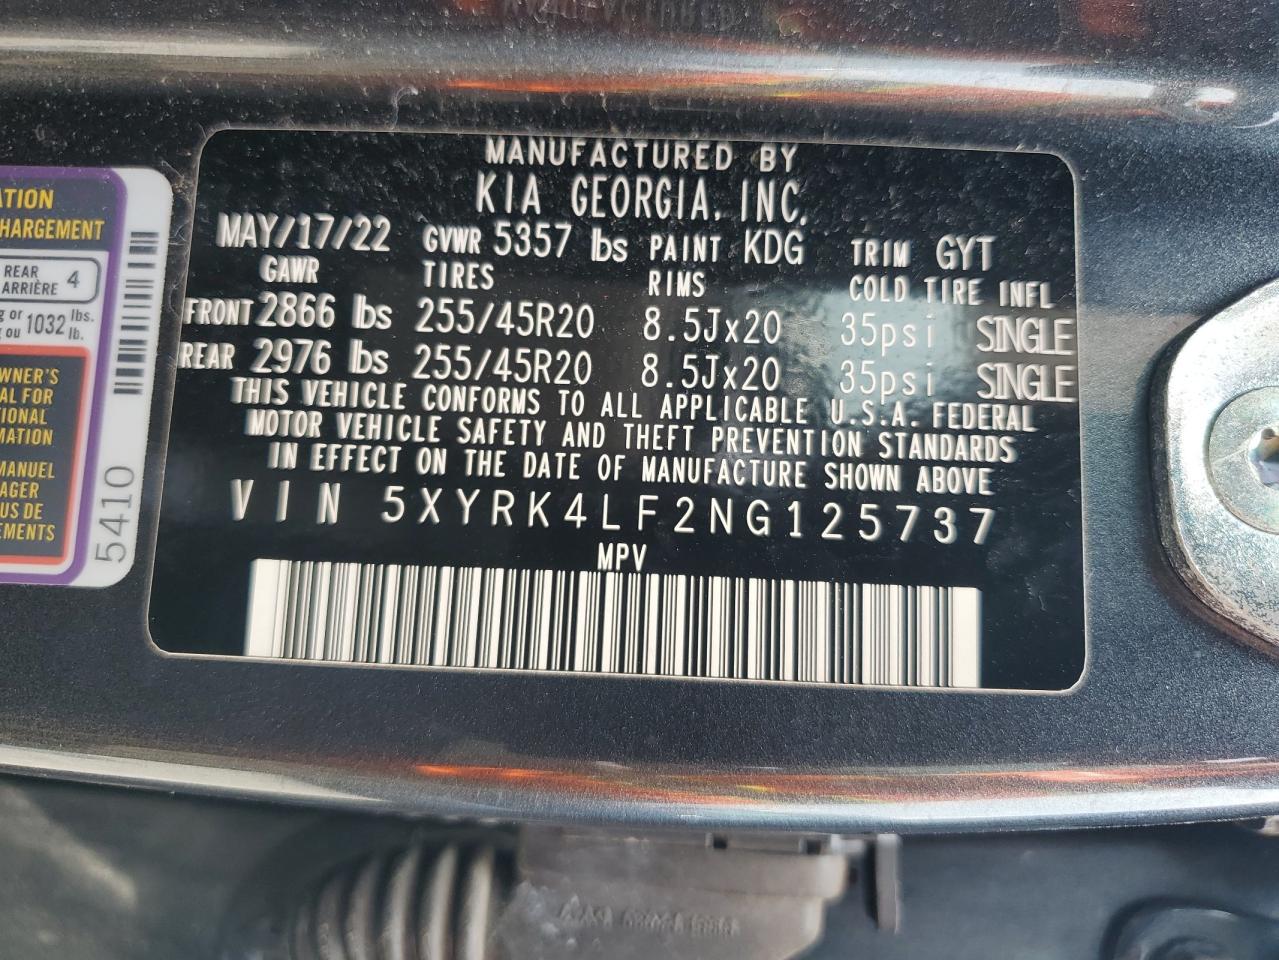 MANUFACTURED BY
KIA GEORGIA, INC.
MAY/17/22 GVWR 5357 lbs PAINT KDG TRIM GYT
GAWR TIRES RIMS COLD TIRE INFL
FRONT 2866 lbs 255/45R20 8.5Jx20 35psi SINGLE
REAR 2976 lbs 255/45R20 8.5Jx20 35psi SINGLE
THIS VEHICLE CONFORMS TO ALL APPLICABLE U.S.A. FEDERAL
MOTOR VEHICLE SAFETY AND THEFT PREVENTION STANDARDS
IN EFFECT ON THE DATE OF MANUFACTURE SHOWN ABOVE
VIN 5XYRK4LF2NG125737
MPV
ATION
HARGEMENT
REAR 4
ARRIÈRE
g or 1032 lbs.
g ou lb.
WNER'S
AL FOR
TIONAL
MATION
MANUEL
AGER
US DE
EMENTS
5410